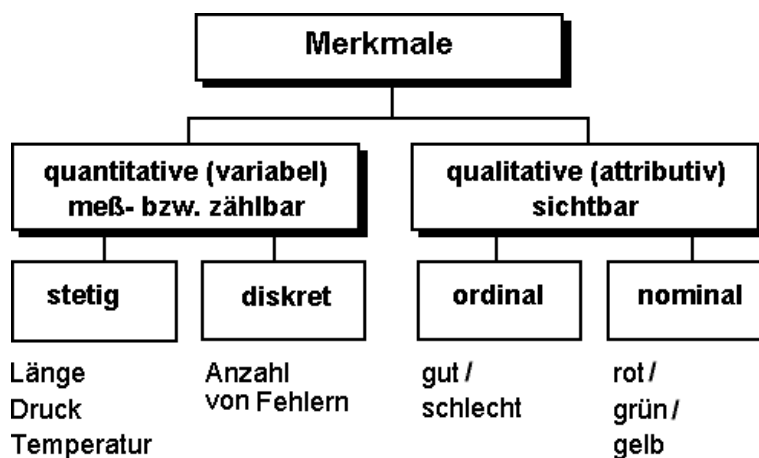 Merkmale
quantitative (variabel)
meß- bzw. zählbar
qualitative (attributiv)
sichtbar
stetig
diskret
ordinal
nominal
Länge
Druck
Temperatur
Anzahl
von Fehlern
gut /
schlecht
rot /
grün /
gelb